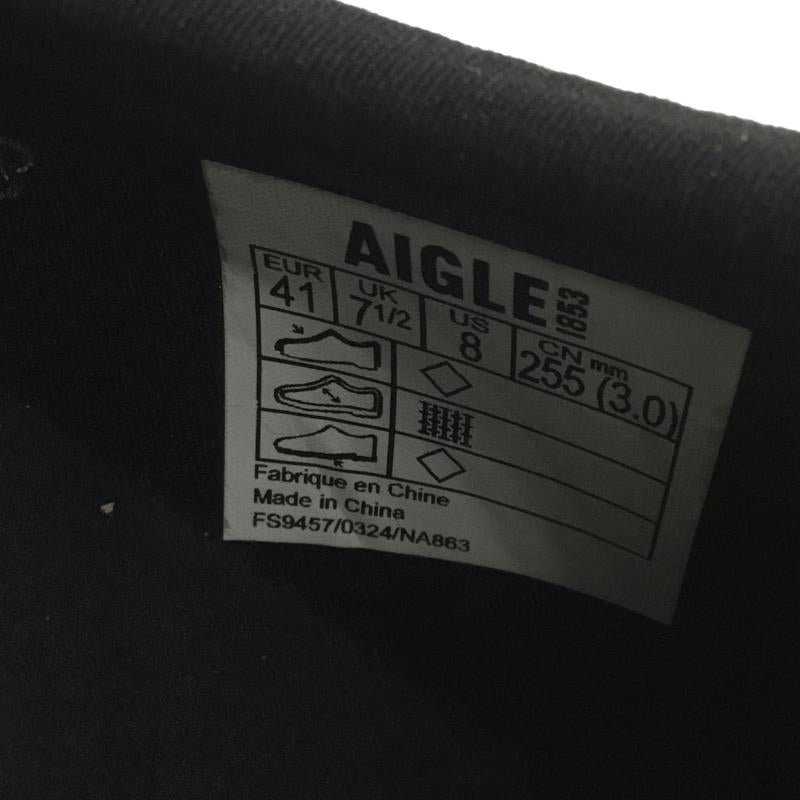 AIGLE 1853
EUR UK US CN mm
41 7 1/2 8 255 (3.0)
Fabriqué en Chine
Made in China
FS9457/0324/NA863